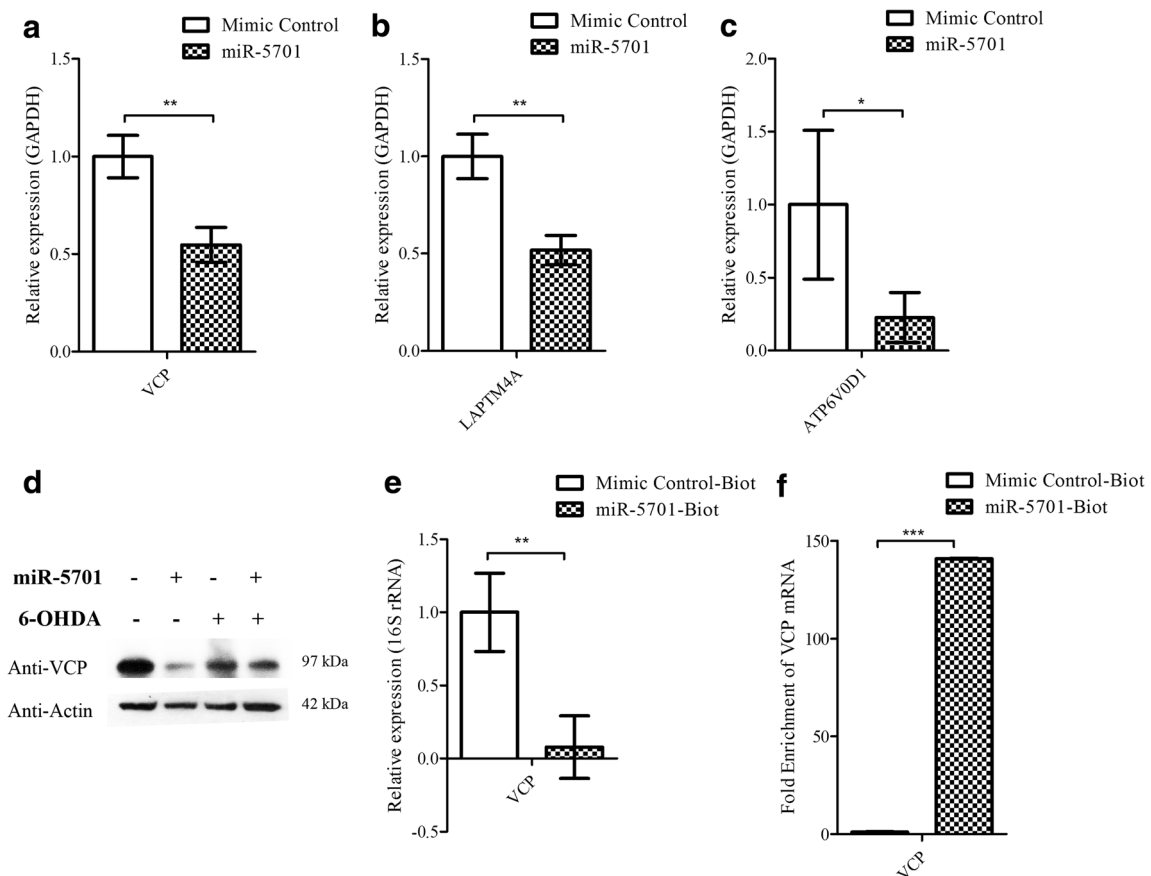 a
Mimic Control
miR-5701
Relative expression (GAPDH)
1.5
1.0
0.5
0.0
**
VCP
b
Mimic Control
miR-5701
Relative expression (GAPDH)
1.5
1.0
0.5
0.0
**
LAPTM4A
c
Mimic Control
miR-5701
Relative expression (GAPDH)
2.0
1.5
1.0
0.5
0.0
*
ATP6V0D1
d
miR-5701 - + - +
6-OHDA - - + +
Anti-VCP 97 kDa
Anti-Actin 42 kDa
e
Mimic Control-Biot
miR-5701-Biot
Relative expression (16S rRNA)
1.5
1.0
0.5
0.0
-0.5
**
VCP
f
Mimic Control-Biot
miR-5701-Biot
Fold Enrichment of VCP mRNA
150
100
50
0
***
VCP